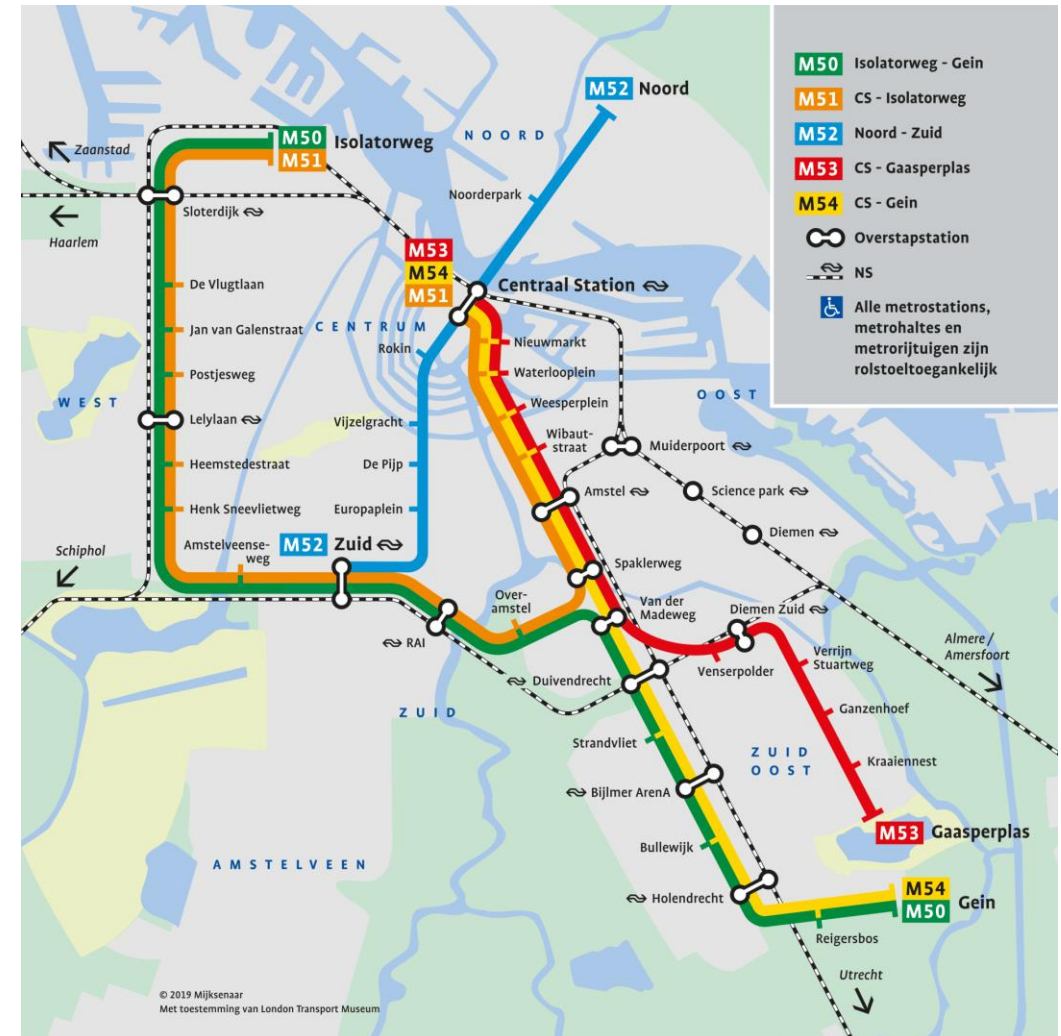 M50 Isolatorweg - Gein
M51 CS - Isolatorweg
M52 Noord - Zuid
M53 CS - Gaasperplas
M54 CS - Gein
Overstapstation
NS
Alle metrostations,
metrohaltes en
metrorijtuigen zijn
rolstoeltoegankelijk
M52 Noord
NOORD
Noorderpark
M50 Isolatorweg
M51
Zaanstad
Sloterdijk
Haarlem
M53
M54
M51
Centraal Station
De Vlugtlaan
Jan van Galenstraat
CENTRUM
Rokin
Nieuwmarkt
Waterlooplein
Postjesweg
WEST
Weesperplein
OOST
Lelylaan
Vijzelgracht
Wibaut-
straat
Muiderpoort
Heemstedestraat
De Pijp
Amstel
Science park
Henk Sneevlietweg
Europaplein
Diemen
Schiphol
Amstelveense-
weg
M52 Zuid
Spaklerweg
Over-
amstel
Van der
Madeweg
Diemen Zuid
RAI
Venserpolder
Verrijn
Stuartweg
Almere /
Amersfoort
Duivendrecht
Ganzenhoef
ZUID
Strandvliet
ZUID
OOST
Kraaiennest
Bijlmer ArenA
M53 Gaasperplas
Bullewijk
AMSTELVEEN
Holendrecht
M54
M50
Gein
Reigersbos
Utrecht
© 2019 Mijksenaar
Met toestemming van London Transport Museum